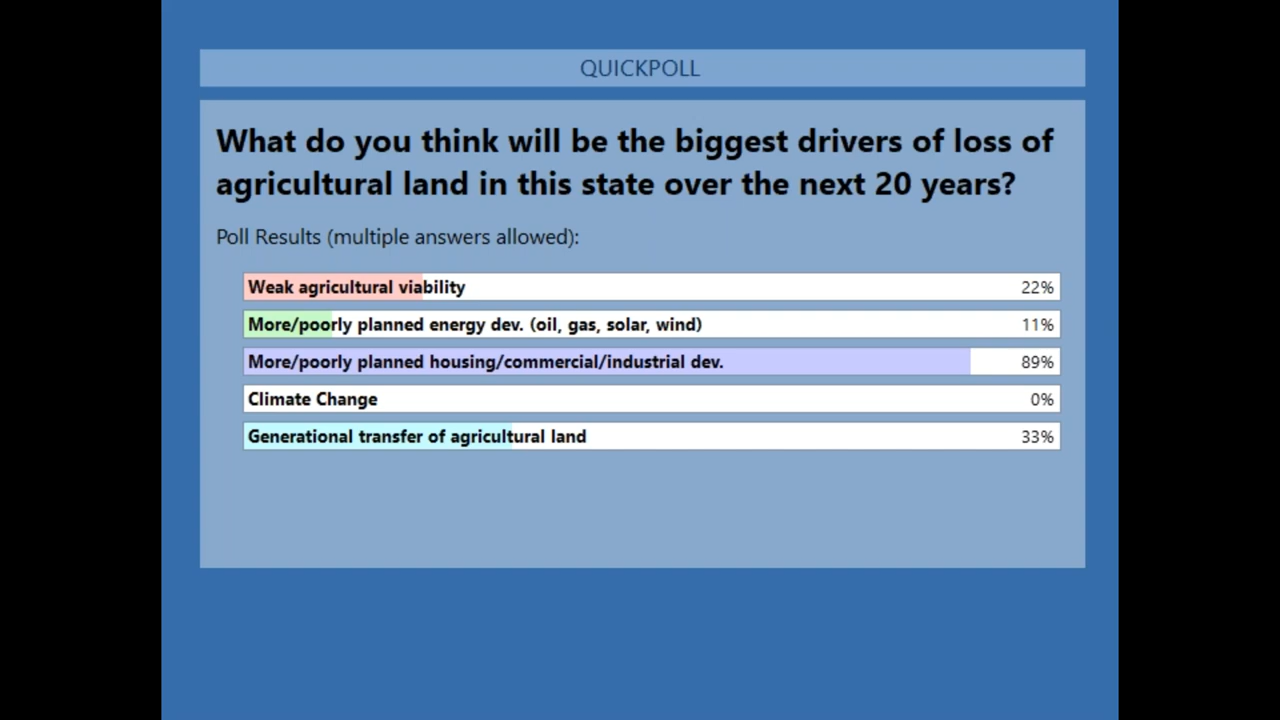 QUICKPOLL
What do you think will be the biggest drivers of loss of
agricultural land in this state over the next 20 years?
Poll Results (multiple answers allowed):
Weak agricultural viability 22%
More/poorly planned energy dev. (oil, gas, solar, wind) 11%
More/poorly planned housing/commercial/industrial dev. 89%
Climate Change 0%
Generational transfer of agricultural land 33%